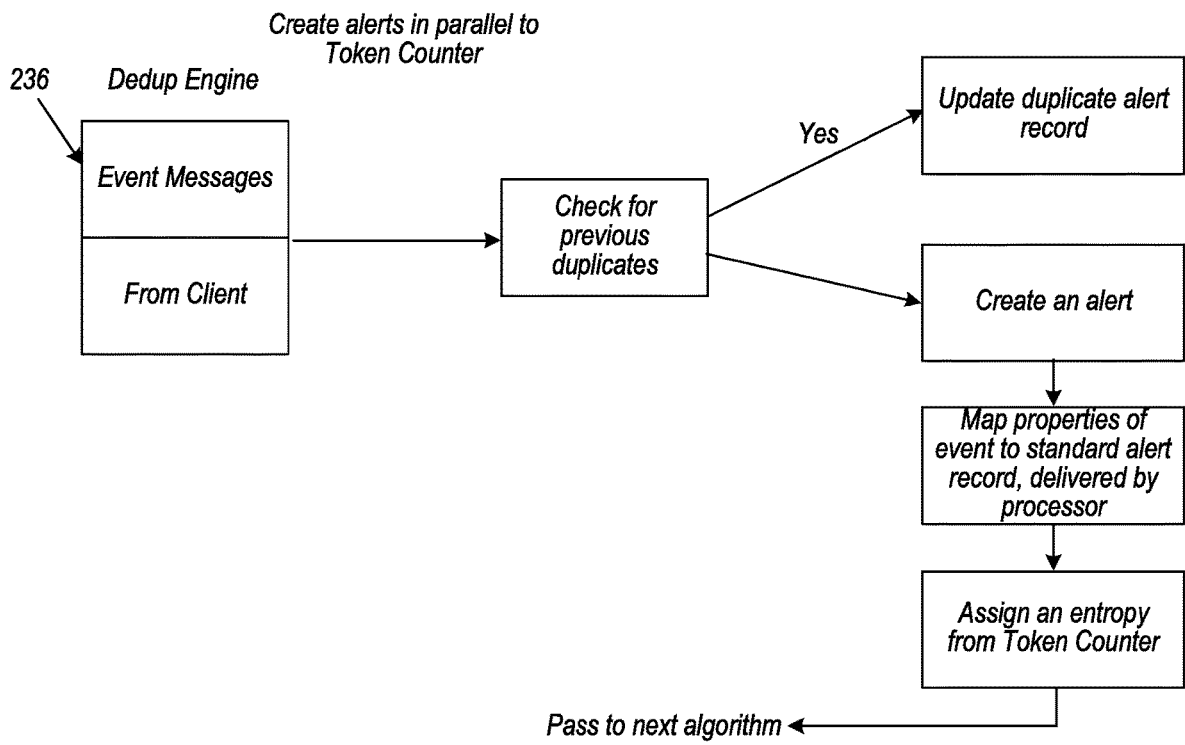 Create alerts in parallel to
Token Counter
236
Dedup Engine
Event Messages
From Client
Check for
previous
duplicates
Yes
Update duplicate alert
record
Create an alert
Map properties of
event to standard alert
record, delivered by
processor
Assign an entropy
from Token Counter
Pass to next algorithm